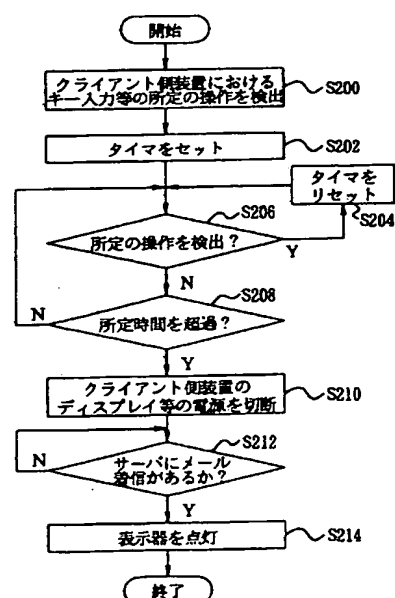 開始
クライアント側装置における
キー入力等の所定の操作を検出
S200
タイマをセット
S202
タイマを
リセット
S204
S206
所定の操作を検出？
Y
N
S208
N
所定時間を超過？
Y
クライアント側装置の
ディスプレイ等の電源を切断
S210
S212
N
サーバにメール
着信があるか？
Y
表示器を点灯
S214
終了